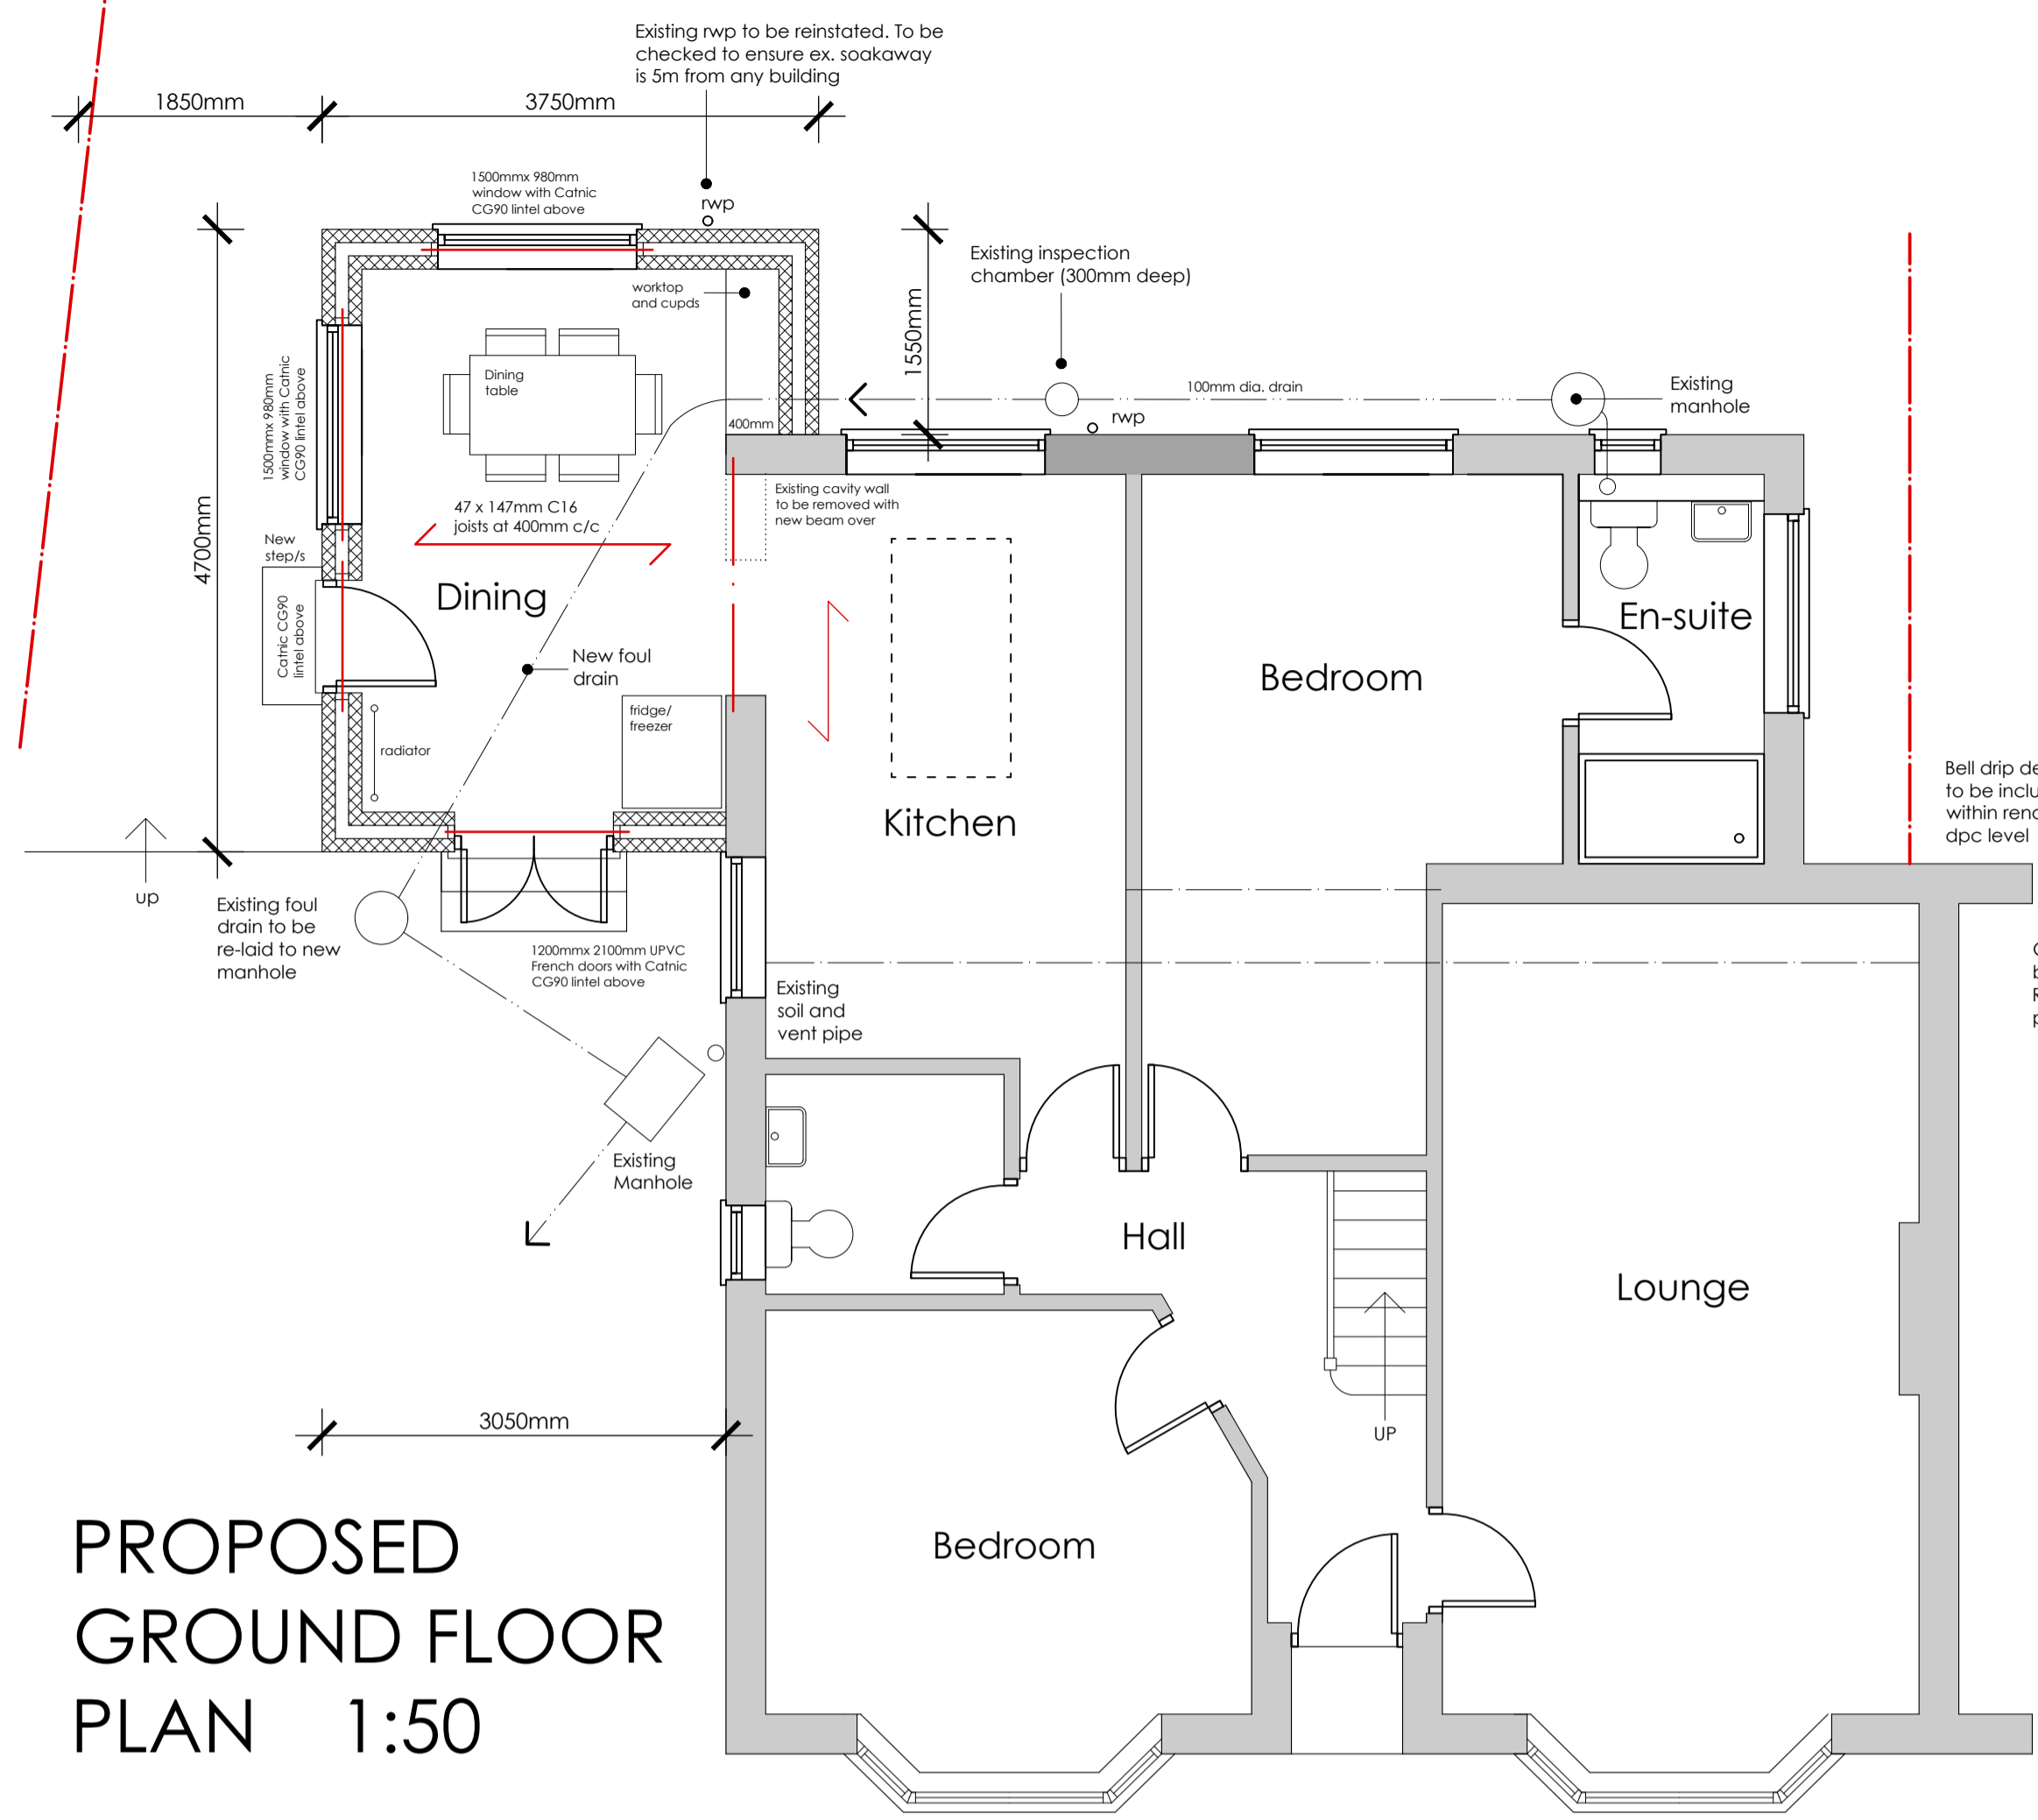 Existing rwp to be reinstated. To be
checked to ensure ex. soakaway
is 5m from any building
1850mm
3750mm
1500mmx 980mm
window with Catnic
CG90 lintel above
rwp
Existing inspection
chamber (300mm deep)
worktop
and cupds
1550mm
1500mmx 980mm
window with Catnic
CG90 lintel above
Dining
table
100mm dia. drain
Existing
manhole
rwp
400mm
Existing cavity wall
to be removed with
new beam over
47 x 147mm C16
joists at 400mm c/c
4700mm
New
step/s
Catnic CG90
lintel above
Dining
En-suite
New foul
drain
Bedroom
fridge/
freezer
radiator
Kitchen
Bell drip de
to be inclu
within rend
dpc level
up
Existing foul
drain to be
re-laid to new
manhole
1200mmx 2100mm UPVC
French doors with Catnic
CG90 lintel above
Existing
soil and
vent pipe
Existing
Manhole
Hall
Lounge
3050mm
UP
Bedroom
PROPOSED
GROUND FLOOR
PLAN 1:50